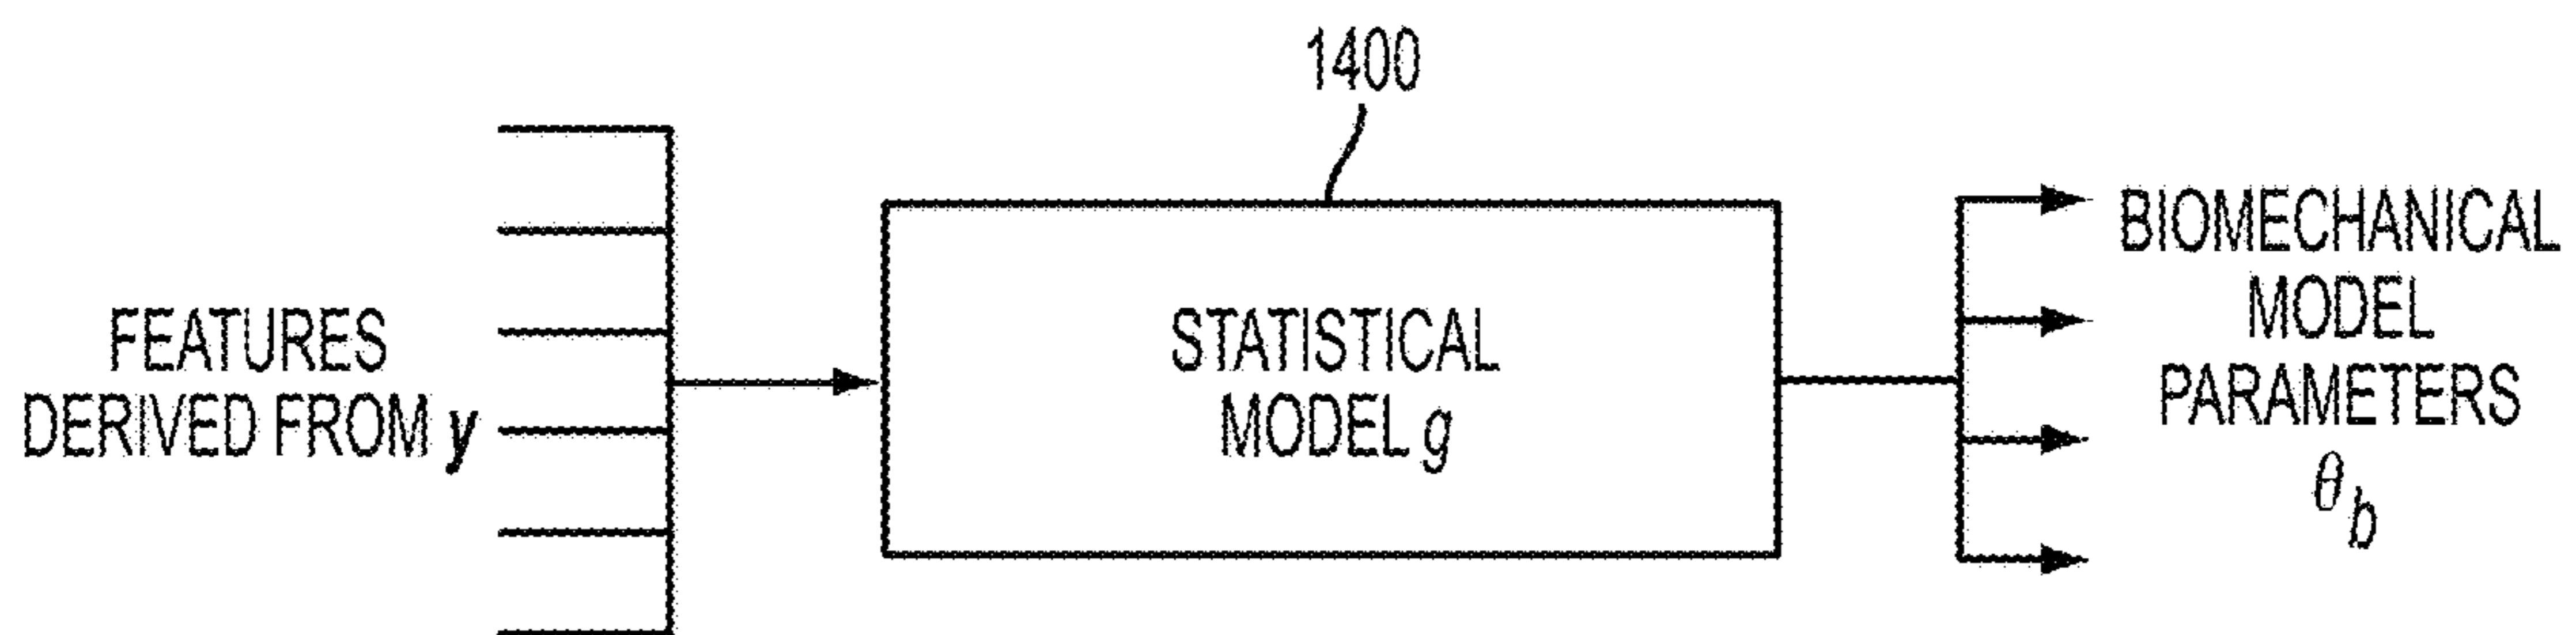 1400
FEATURES
DERIVED FROM y
STATISTICAL
MODEL g
BIOMECHANICAL
MODEL
PARAMETERS
θb